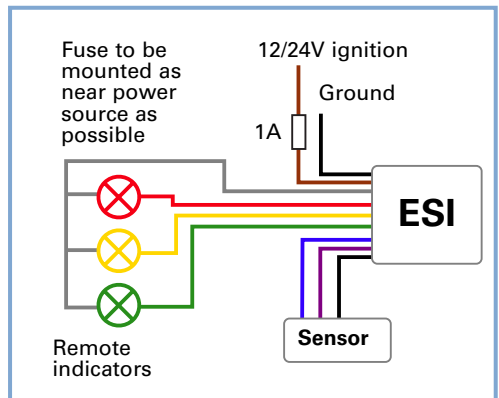 Fuse to be
mounted as
near power
source as
possible
12/24V ignition
Ground
1A
ESI
Sensor
Remote
indicators